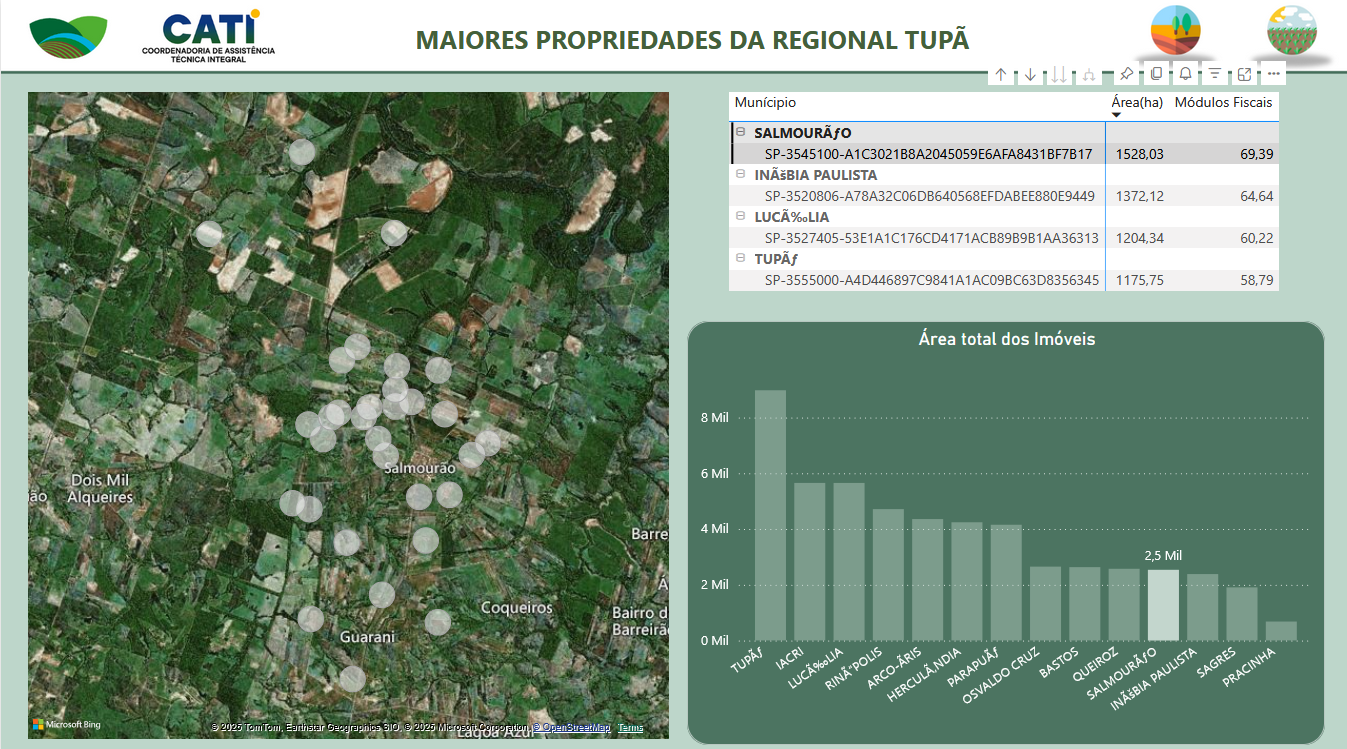 CATI
COORDENADORIA DE ASSISTÊNCIA
TÉCNICA INTEGRAL
MAIORES PROPRIEDADES DA REGIONAL TUPÃ
Munícipio Área(ha) Módulos Fiscais
SALMOURÃƒO
SP-3545100-A1C3021B8A2045059E6AFA8431BF7B17 1528,03 69,39
INÃšBIA PAULISTA
SP-3520806-A78A32C06DB640568EFDABEE880E9449 1372,12 64,64
LUCÃ‰LIA
SP-3527405-53E1A1C176CD4171ACB89B9B1AA36313 1204,34 60,22
TUPÃƒ
SP-3555000-A4D446897C9841A1AC09BC63D8356345 1175,75 58,79
Salmourão
Dois Mil
Alqueires
ão
Barre
Á
Coqueiros
Bairro d
Barreirão
Guarani
Lagoa Azul
Microsoft Bing
© 2025 TomTom, Earthstar Geographics SIO, © 2025 Microsoft Corporation, © OpenStreetMap Terms
Área total dos Imóveis
8 Mil
6 Mil
4 Mil
2 Mil
0 Mil
2,5 Mil
TUPÃƒ
IACRI
LUCÃ‰LIA
RINÃ“POLIS
ARCO-ÃRIS
HERCULÃ‚NDIA
PARAPUÃƒ
OSVALDO CRUZ
BASTOS
QUEIROZ
SALMOURÃƒO
INÃšBIA PAULISTA
SAGRES
PRACINHA